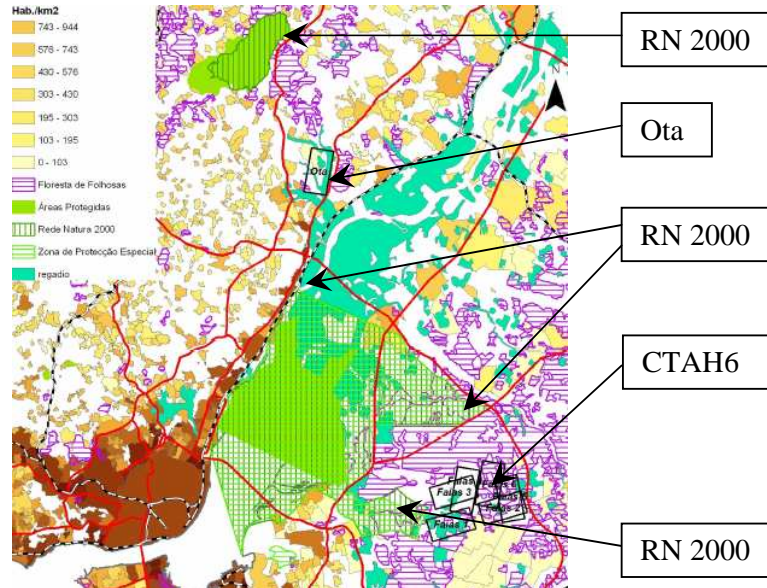 Hab./km2
743 - 944
576 - 743
430 - 576
303 - 430
195 - 303
103 - 195
0 - 103
Floresta de Folhosas
Áreas Protegidas
Rede Natura 2000
Zona de Protecção Especial
regadio
RN 2000
N
Ota
Ota
RN 2000
CTAH6
Faias 3
RN 2000